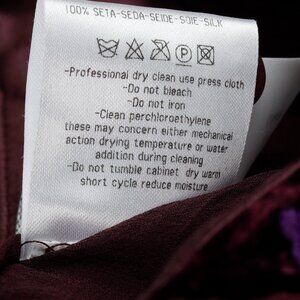 100% SETA-SEDA-SEIDE-SOIE-SILK
P
-Professional dry clean use press cloth
-Do not bleach
-Do not iron
-Clean perchloroethylene
these may concern either mechanical
action drying temperature or water
addition during cleaning
-Do not tumble cabinet dry warm
short cycle reduce moisture